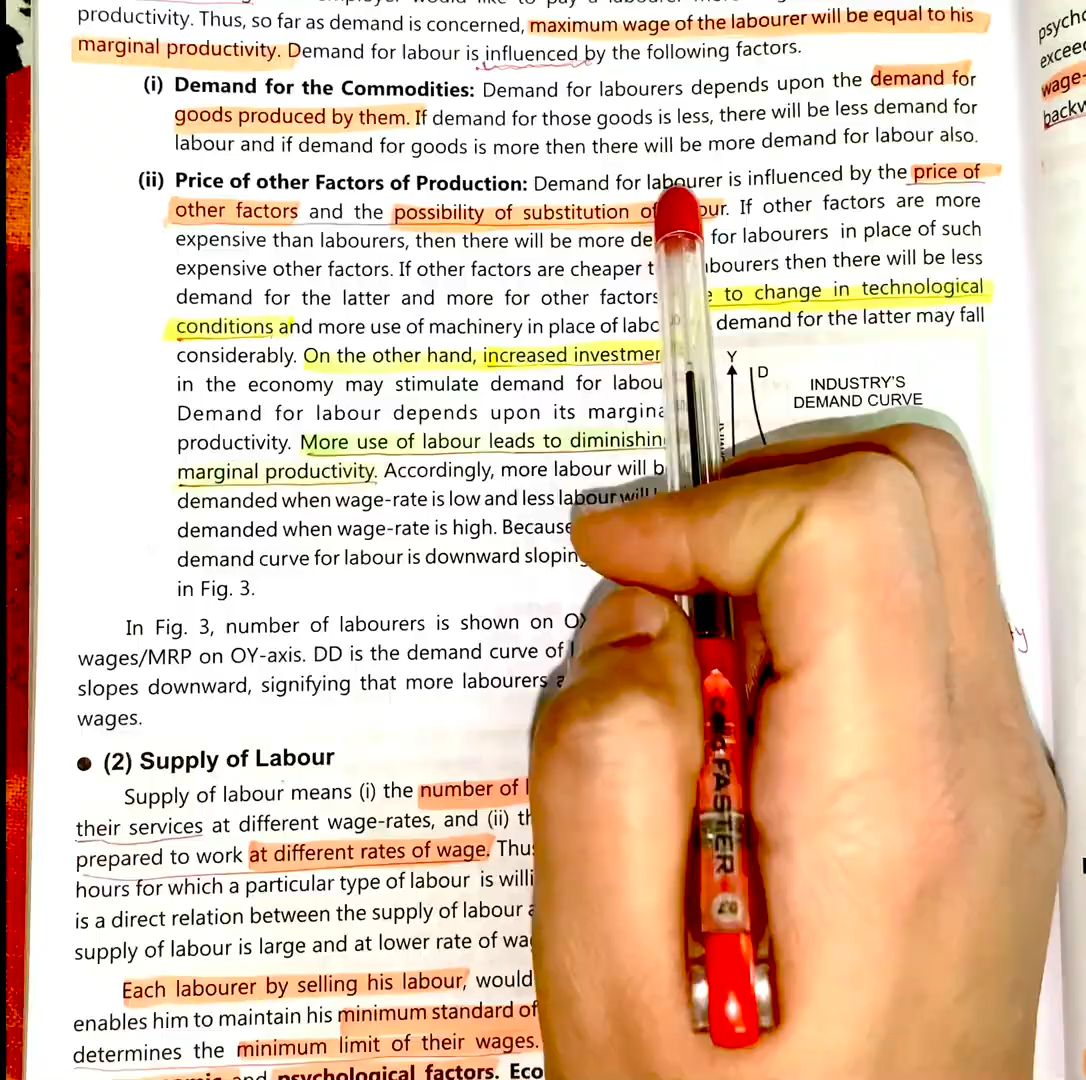 productivity. Thus, so far as demand is concerned, maximum wage of the labourer will be equal to his
marginal productivity. Demand for labour is influenced by the following factors.
(i) Demand for the Commodities: Demand for labourers depends upon the demand for
goods produced by them. If demand for those goods is less, there will be less demand for
labour and if demand for goods is more then there will be more demand for labour also.
(ii) Price of other Factors of Production: Demand for labourer is influenced by the price of
other factors and the possibility of substitution of our. If other factors are more
expensive than labourers, then there will be more de for labourers in place of such
expensive other factors. If other factors are cheaper t bourers then there will be less
demand for the latter and more for other factors to change in technological
conditions and more use of machinery in place of labo demand for the latter may fall
considerably. On the other hand, increased investmen
in the economy may stimulate demand for labou
Demand for labour depends upon its margina
productivity. More use of labour leads to diminishin
marginal productivity. Accordingly, more labour will b
demanded when wage-rate is low and less labour will
demanded when wage-rate is high. Because
demand curve for labour is downward sloping
in Fig. 3.
Y
D
INDUSTRY'S
DEMAND CURVE
In Fig. 3, number of labourers is shown on OX
wages/MRP on OY-axis. DD is the demand curve of
slopes downward, signifying that more labourers a
wages.
(2) Supply of Labour
Supply of labour means (i) the number of l
their services at different wage-rates, and (ii) th
prepared to work at different rates of wage. Thus
hours for which a particular type of labour is willi
is a direct relation between the supply of labour a
supply of labour is large and at lower rate of wa
Each labourer by selling his labour, would
enables him to maintain his minimum standard of
determines the minimum limit of their wages.
and psychological factors. Eco
psycho
exceed
wage-
backw
FASTER